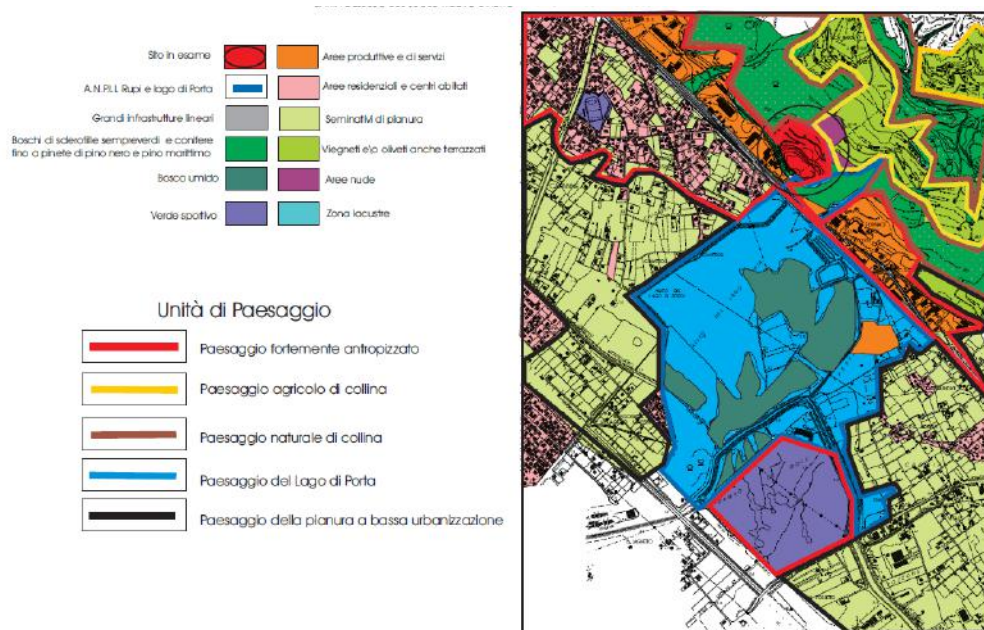 Sito in esame
Aree produttive e di servizi
A.N.P.I.L Rupi e lago di Porta
Aree residenziali e centri abitati
Grandi infrastrutture lineari
Seminativi di pianura
Boschi di sclerofille sempreverdi e conifere
fino a pinete di pino nero e pino marittimo
Viegneti e\o oliveti anche terrazzati
Bosco umido
Aree nude
Verde sportivo
Zona lacustre
Unità di Paesaggio
Paesaggio fortemente antropizzato
Paesaggio agricolo di collina
Paesaggio naturale di collina
Paesaggio del Lago di Porta
Paesaggio della pianura a bassa urbanizzazione